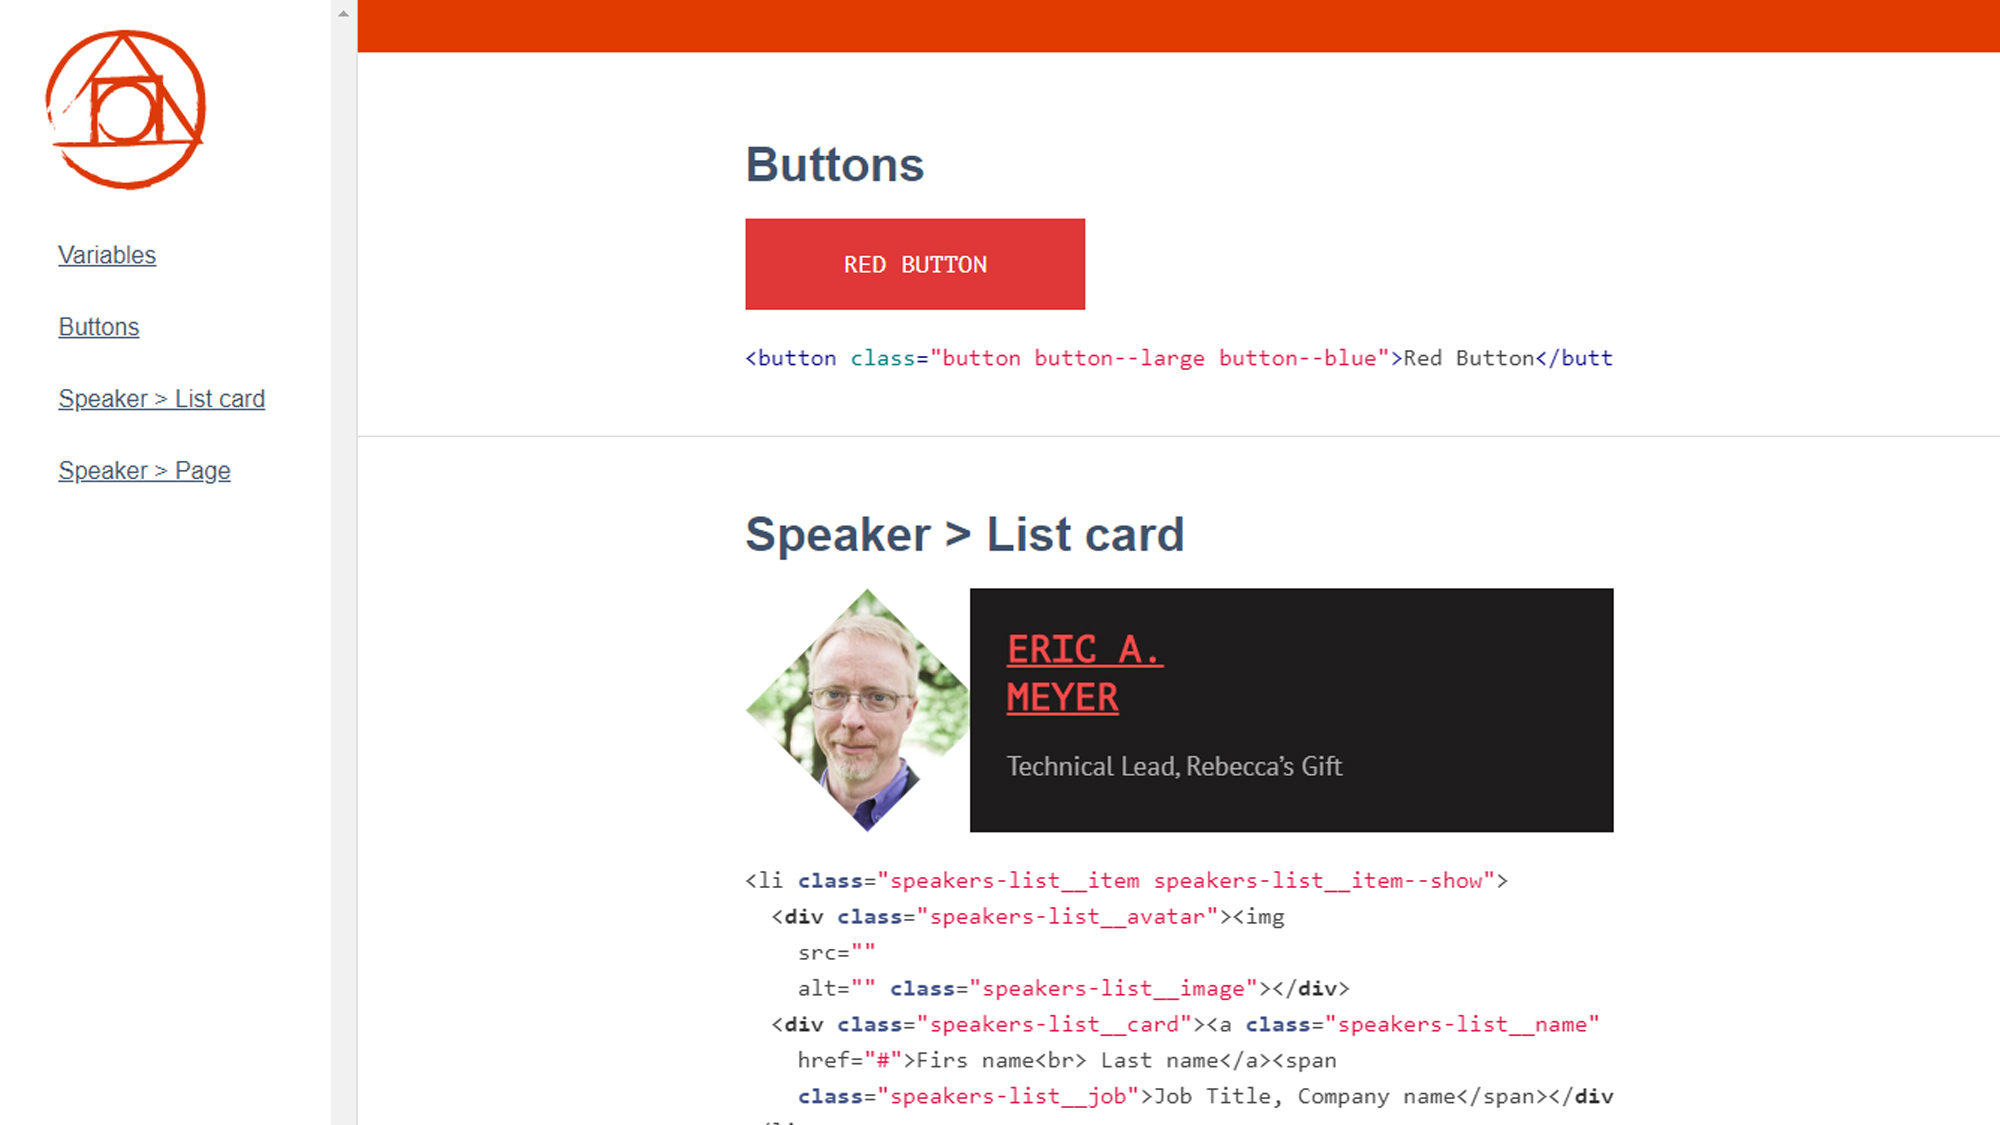 Variables
Buttons
Speaker > List card
Speaker > Page
Buttons
RED BUTTON
<button class="button button--large button--blue">Red Button</butt
Speaker > List card
ERIC A.
MEYER
Technical Lead, Rebecca’s Gift
<li class="speakers-list__item speakers-list__item--show">
<div class="speakers-list__avatar"><img
src=""
alt="" class="speakers-list__image"></div>
<div class="speakers-list__card"><a class="speakers-list__name"
href="#">Firs name<br> Last name</a><span
class="speakers-list__job">Job Title, Company name</span></div